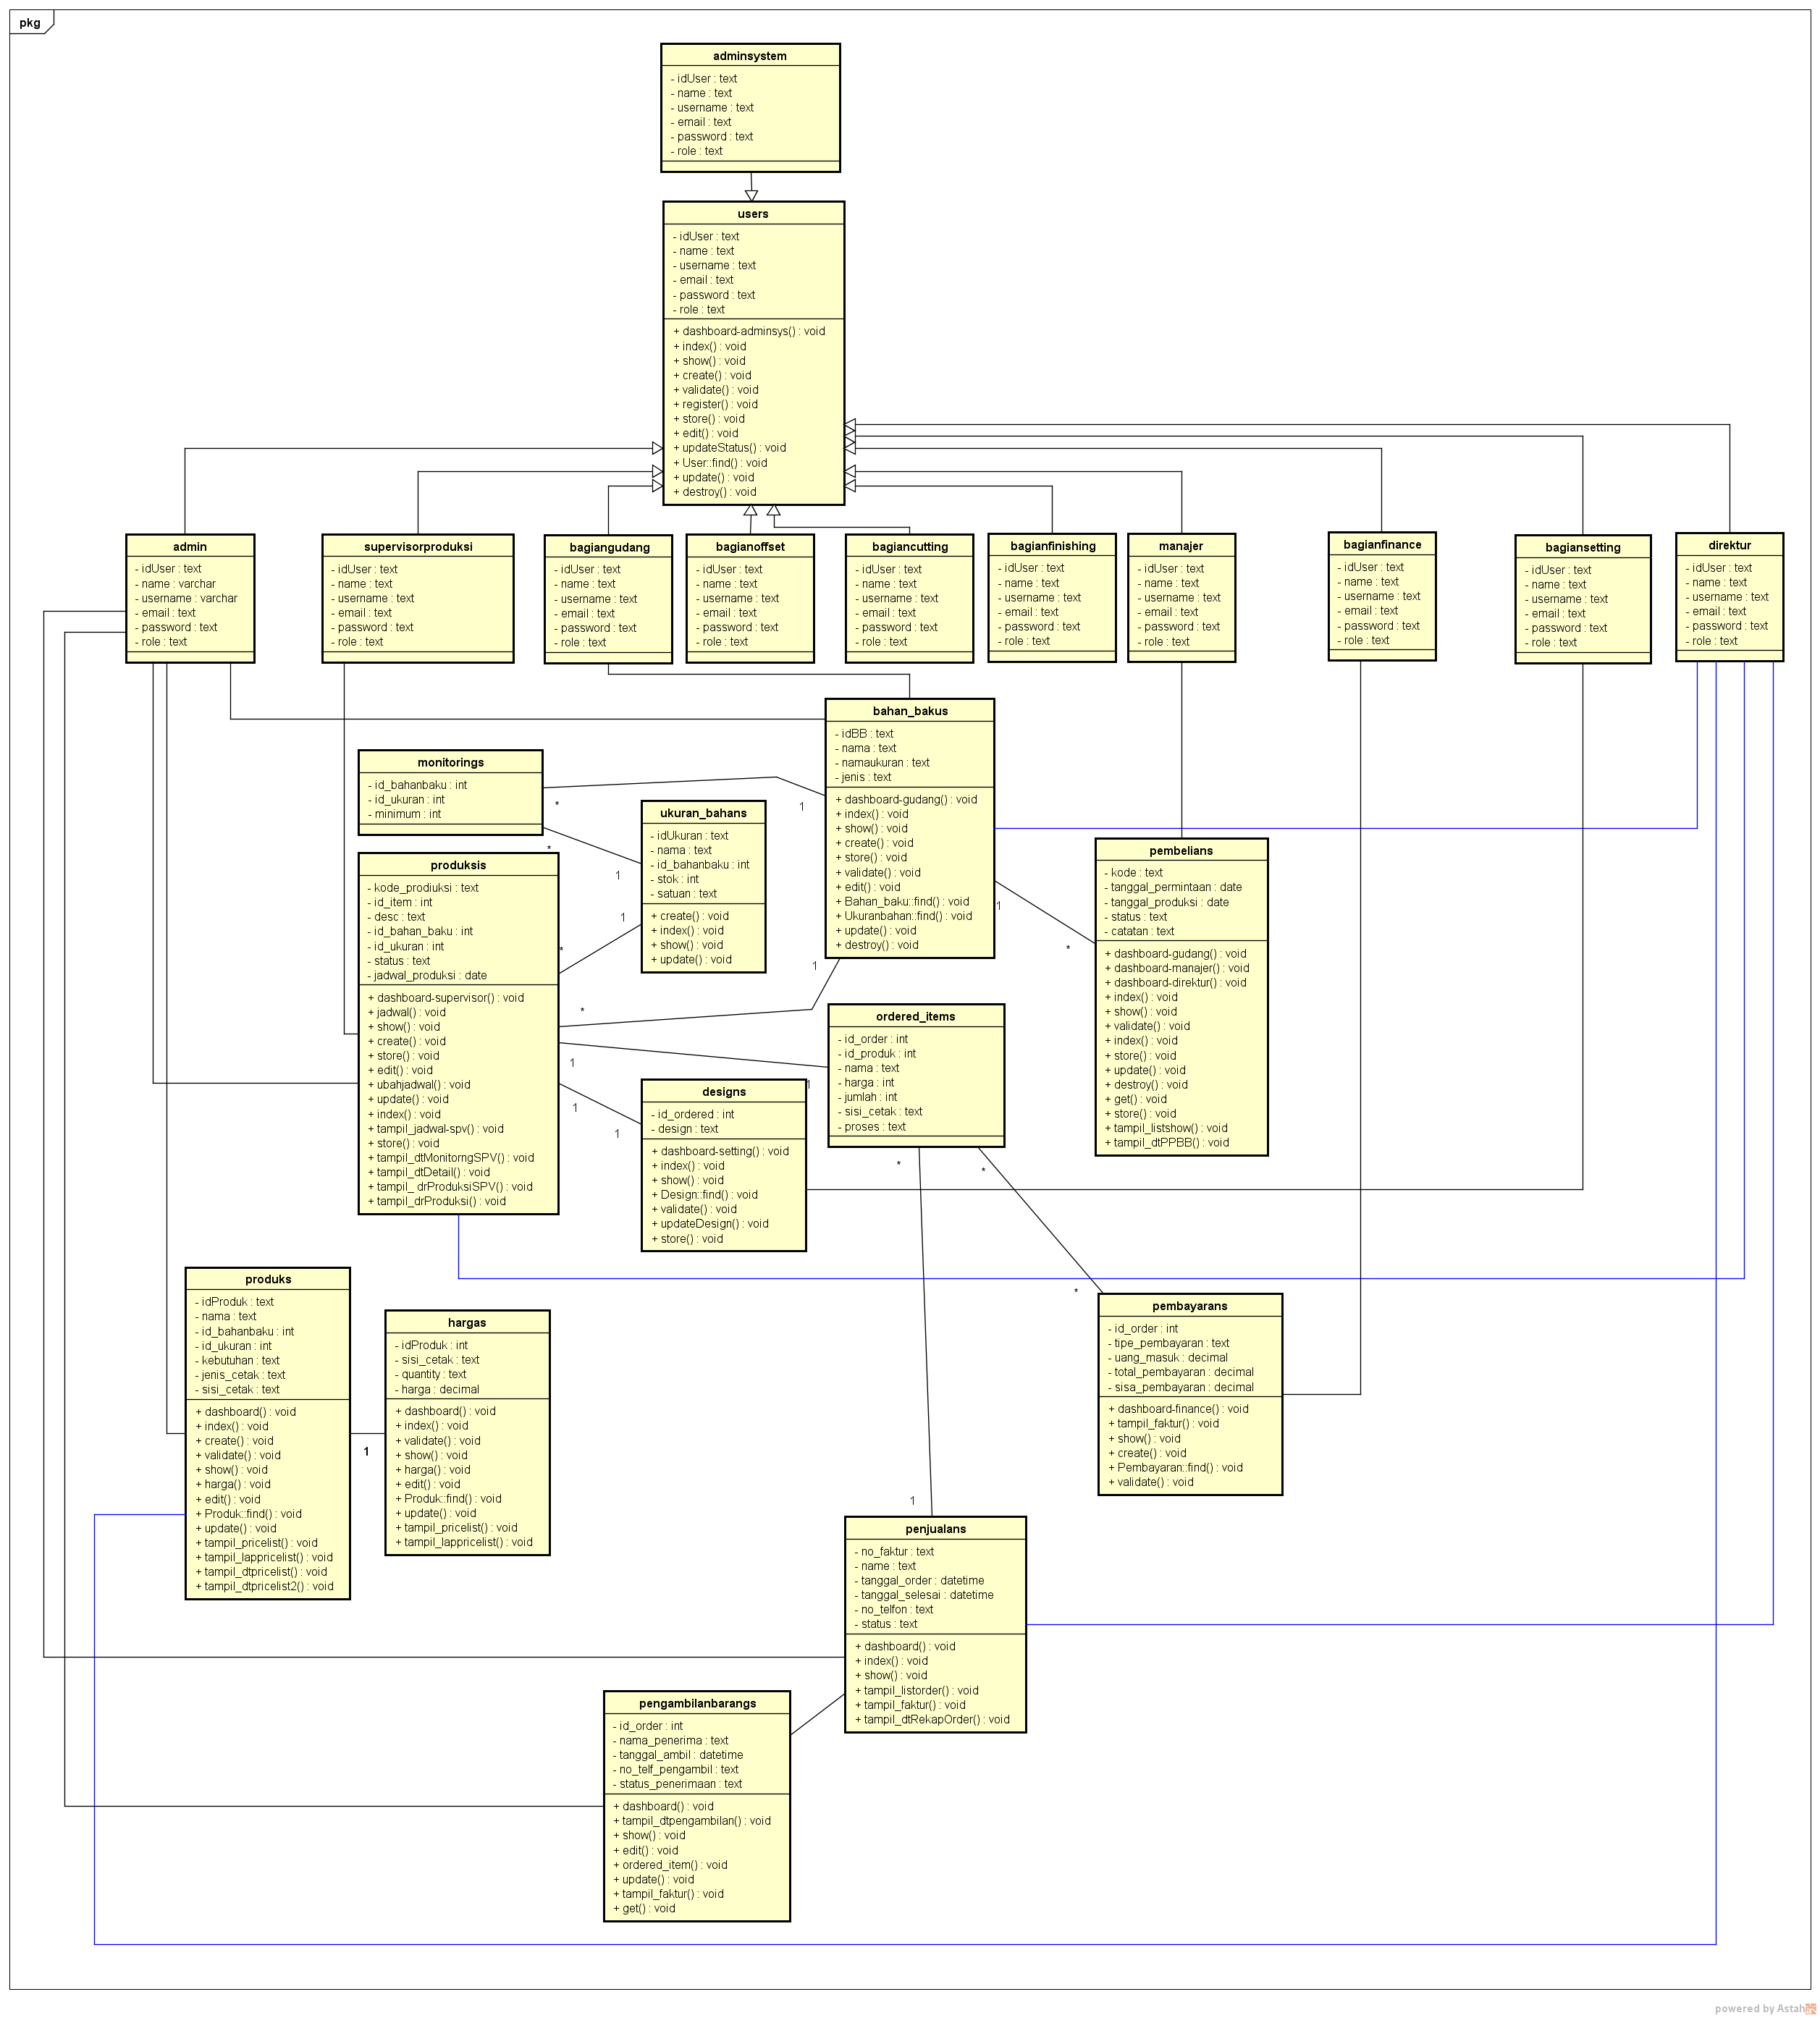 pkg
adminsystem
- idUser : text
- name : text
- username : text
- email : text
- password : text
- role : text
users
- idUser : text
- name : text
- username : text
- email : text
- password : text
- role : text
+ dashboard-adminsys() : void
+ index() : void
+ show() : void
+ create() : void
+ validate() : void
+ register() : void
+ store() : void
+ edit() : void
+ updateStatus() : void
+ User::find() : void
+ update() : void
+ destroy() : void
admin
- idUser : text
- name : varchar
- username : varchar
- email : text
- password : text
- role : text
supervisorproduksi
- idUser : text
- name : text
- username : text
- email : text
- password : text
- role : text
bagiangudang
- idUser : text
- name : text
- username : text
- email : text
- password : text
- role : text
bagianoffset
- idUser : text
- name : text
- username : text
- email : text
- password : text
- role : text
bagiancutting
- idUser : text
- name : text
- username : text
- email : text
- password : text
- role : text
bagianfinishing
- idUser : text
- name : text
- username : text
- email : text
- password : text
- role : text
manajer
- idUser : text
- name : text
- username : text
- email : text
- password : text
- role : text
bagianfinance
- idUser : text
- name : text
- username : text
- email : text
- password : text
- role : text
bagiansetting
- idUser : text
- name : text
- username : text
- email : text
- password : text
- role : text
direktur
- idUser : text
- name : text
- username : text
- email : text
- password : text
- role : text
bahan_bakus
- idBB : text
- nama : text
- namaukuran : text
- jenis : text
+ dashboard-gudang() : void
+ index() : void
+ show() : void
+ create() : void
+ store() : void
+ validate() : void
+ edit() : void
+ Bahan_baku::find() : void
+ Ukuranbahan::find() : void
+ update() : void
+ destroy() : void
monitorings
- id_bahanbaku : int
- id_ukuran : int
- minimum : int
*
1
*
1
ukuran_bahans
- idUkuran : text
- nama : text
- id_bahanbaku : int
- stok : int
- satuan : text
+ create() : void
+ index() : void
+ show() : void
+ update() : void
pembelians
- kode : text
- tanggal_permintaan : date
- tanggal_produksi : date
- status : text
- catatan : text
+ dashboard-gudang() : void
+ dashboard-manajer() : void
+ dashboard-direktur() : void
+ index() : void
+ show() : void
+ validate() : void
+ index() : void
+ store() : void
+ update() : void
+ destroy() : void
+ get() : void
+ store() : void
+ tampil_listshow() : void
+ tampil_dtPPBB() : void
1
*
produksis
- kode_prodiuksi : text
- id_item : int
- desc : text
- id_bahan_baku : int
- id_ukuran : int
- status : text
- jadwal_produksi : date
+ dashboard-supervisor() : void
+ jadwal() : void
+ show() : void
+ create() : void
+ store() : void
+ edit() : void
+ ubahjadwal() : void
+ update() : void
+ index() : void
+ tampil_jadwal-spv() : void
+ store() : void
+ tampil_dtMonitorngSPV() : void
+ tampil_dtDetail() : void
+ tampil_ drProduksiSPV() : void
+ tampil_drProduksi() : void
1
*
1
*
1
1
1
1
ordered_items
- id_order : int
- id_produk : int
- nama : text
- harga : int
- jumlah : int
- sisi_cetak : text
- proses : text
designs
- id_ordered : int
- design : text
+ dashboard-setting() : void
+ index() : void
+ show() : void
+ Design::find() : void
+ validate() : void
+ updateDesign() : void
+ store() : void
*
*
*
1
produks
- idProduk : text
- nama : text
- id_bahanbaku : int
- id_ukuran : int
- kebutuhan : text
- jenis_cetak : text
- sisi_cetak : text
+ dashboard() : void
+ index() : void
+ create() : void
+ validate() : void
+ show() : void
+ harga() : void
+ edit() : void
+ Produk::find() : void
+ update() : void
+ tampil_pricelist() : void
+ tampil_lappricelist() : void
+ tampil_dtpricelist() : void
+ tampil_dtpricelist2() : void
1
hargas
- idProduk : int
- sisi_cetak : text
- quantity : text
- harga : decimal
+ dashboard() : void
+ index() : void
+ validate() : void
+ show() : void
+ harga() : void
+ edit() : void
+ Produk::find() : void
+ update() : void
+ tampil_pricelist() : void
+ tampil_lappricelist() : void
pembayarans
- id_order : int
- tipe_pembayaran : text
- uang_masuk : decimal
- total_pembayaran : decimal
- sisa_pembayaran : decimal
+ dashboard-finance() : void
+ tampil_faktur() : void
+ show() : void
+ create() : void
+ Pembayaran::find() : void
+ validate() : void
penjualans
- no_faktur : text
- name : text
- tanggal_order : datetime
- tanggal_selesai : datetime
- no_telfon : text
- status : text
+ dashboard() : void
+ index() : void
+ show() : void
+ tampil_listorder() : void
+ tampil_faktur() : void
+ tampil_dtRekapOrder() : void
pengambilanbarangs
- id_order : int
- nama_penerima : text
- tanggal_ambil : datetime
- no_telf_pengambil : text
- status_penerimaan : text
+ dashboard() : void
+ tampil_dtpengambilan() : void
+ show() : void
+ edit() : void
+ ordered_item() : void
+ update() : void
+ tampil_faktur() : void
+ get() : void
powered by Astah